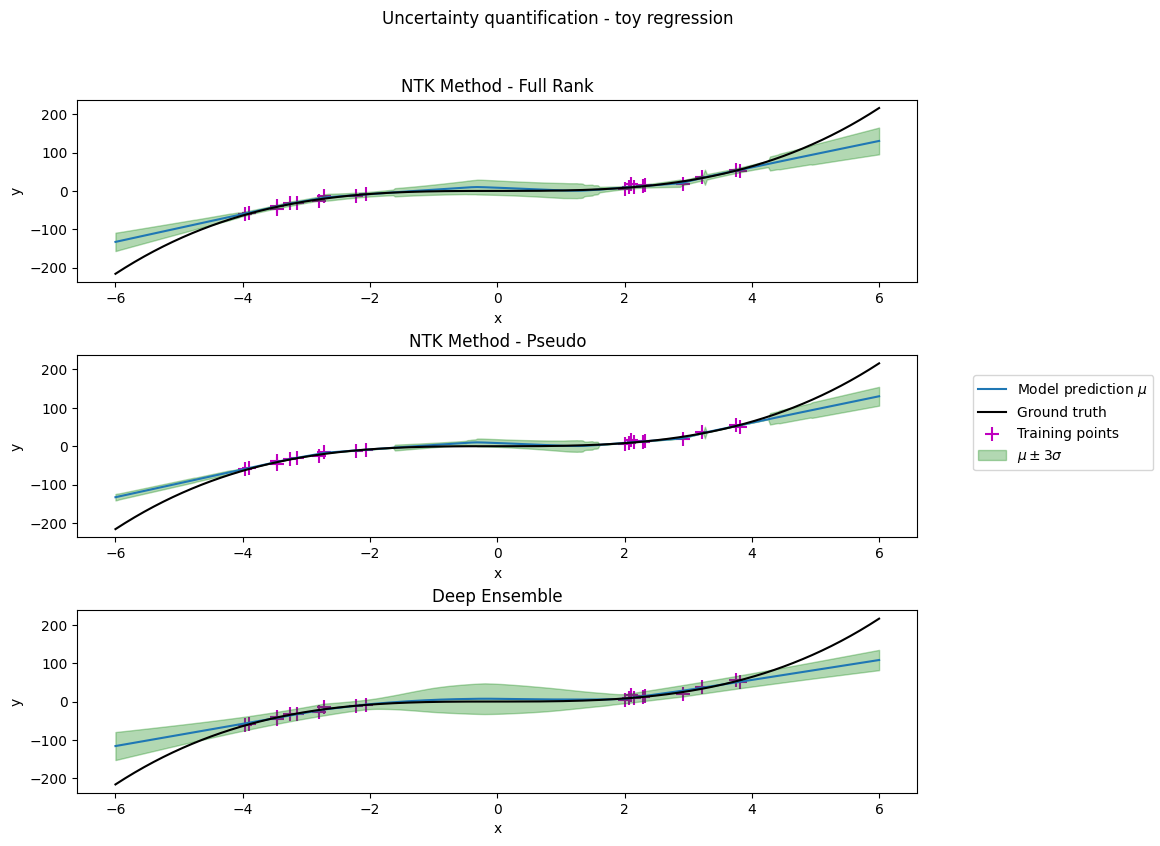 Uncertainty quantification - toy regression
NTK Method - Full Rank
200
100
0
−100
−200
y
−6 −4 −2 0 2 4 6
x
NTK Method - Pseudo
200
100
0
−100
−200
y
−6 −4 −2 0 2 4 6
x
Model prediction μ
Ground truth
Training points
μ ± 3σ
Deep Ensemble
200
100
0
−100
−200
y
−6 −4 −2 0 2 4 6
x